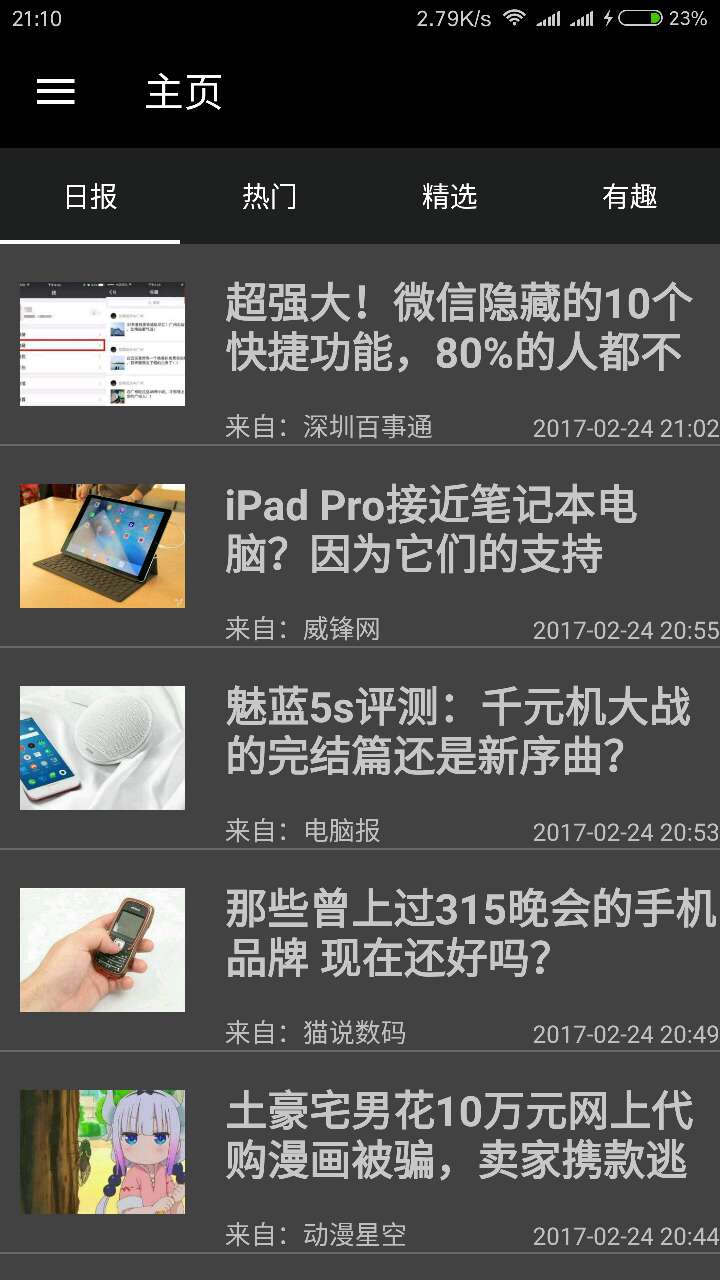 21:10
2.79K/s
23%
主页
日报
热门
精选
有趣
超强大！微信隐藏的10个
快捷功能，80%的人都不
来自：深圳百事通
2017-02-24 21:02
iPad Pro接近笔记本电
脑？因为它们的支持
来自：威锋网
2017-02-24 20:55
魅蓝5s评测：千元机大战
的完结篇还是新序曲？
来自：电脑报
2017-02-24 20:53
那些曾上过315晚会的手机
品牌 现在还好吗？
来自：猫说数码
2017-02-24 20:49
土豪宅男花10万元网上代
购漫画被骗，卖家携款逃
来自：动漫星空
2017-02-24 20:44